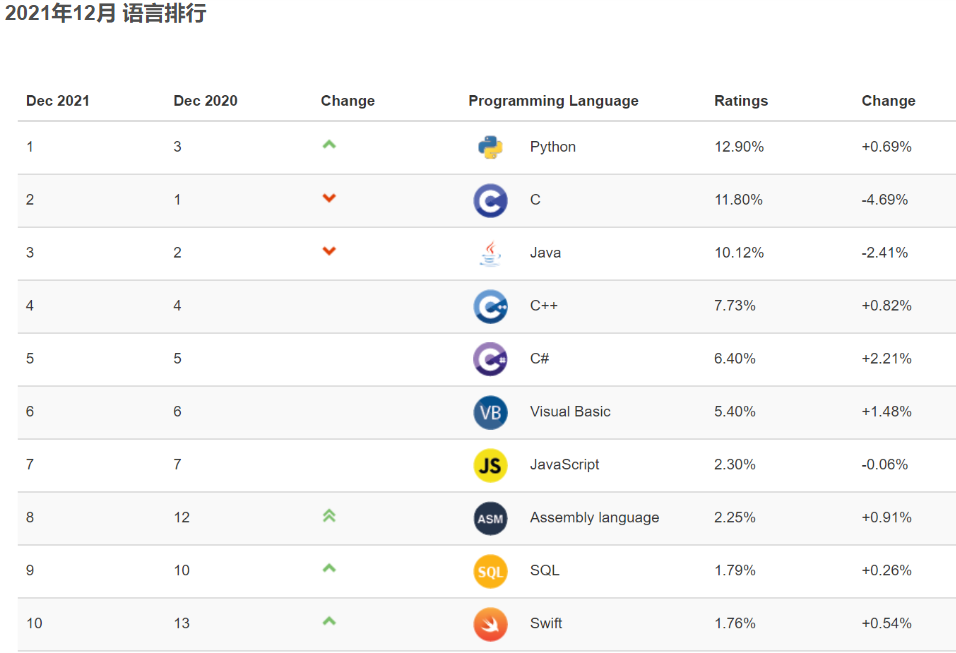 2021年12月 语言排行
Dec 2021 Dec 2020 Change Programming Language Ratings Change
1 3 Python 12.90% +0.69%
2 1 C 11.80% -4.69%
3 2 Java 10.12% -2.41%
4 4 C++ 7.73% +0.82%
5 5 C# 6.40% +2.21%
6 6 VB Visual Basic 5.40% +1.48%
7 7 JS JavaScript 2.30% -0.06%
8 12 ASM Assembly language 2.25% +0.91%
9 10 SQL SQL 1.79% +0.26%
10 13 Swift 1.76% +0.54%